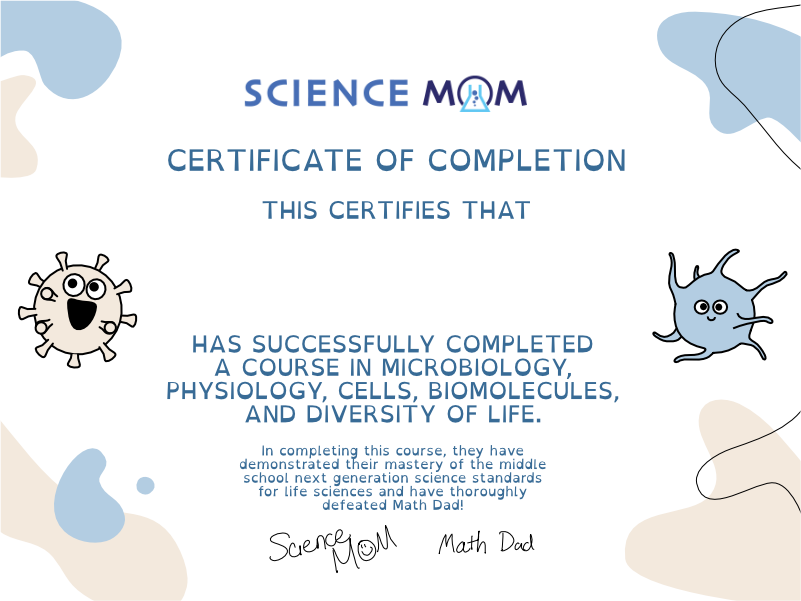 SCIENCE MOM
CERTIFICATE OF COMPLETION
THIS CERTIFIES THAT
HAS SUCCESSFULLY COMPLETED
A COURSE IN MICROBIOLOGY,
PHYSIOLOGY, CELLS, BIOMOLECULES,
AND DIVERSITY OF LIFE.
In completing this course, they have
demonstrated their mastery of the middle
school next generation science standards
for life sciences and have thoroughly
defeated Math Dad!
Science MOM Math Dad